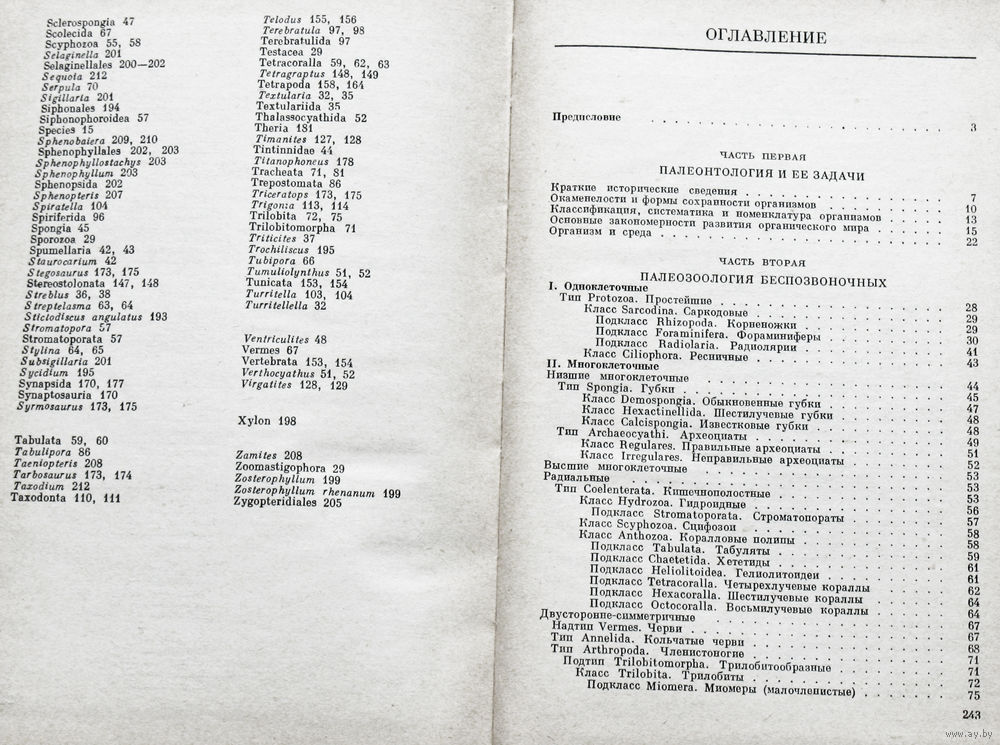 Sclerospongia 47
Scolecida 67
Scyphozoa 55, 58
Selaginella 201
Selaginellales 200—202
Sequoia 212
Serpula 70
Sigillaria 201
Siphonales 194
Siphonophoroidea 57
Species 15
Sphenobaiera 209, 210
Sphenophyllales 202, 203
Sphenophyllostachys 203
Sphenophyllum 203
Sphenopsida 202
Sphenopteris 207
Spiratella 104
Spiriferida 96
Spongia 45
Sporozoa 29
Spumellaria 42, 43
Staurocarium 42
Stegosaurus 173, 175
Stereostolonata 147, 148
Streblus 36, 38
Streptelasma 63, 64
Stictodiscus angulatus 193
Stromatopora 57
Stromatoporata 57
Stylina 64, 65
Subsigillaria 201
Sycidium 195
Synapsida 170, 177
Synaptosauria 170
Syrmosaurus 173, 175
Tabulata 59, 60
Tabulipora 86
Taeniopteris 208
Tarbosaurus 173, 174
Taxodium 212
Taxodonta 110, 111
Telodus 155, 156
Terebratula 97, 98
Terebratulida 97
Testacea 29
Tetracoralla 59, 62, 63
Tetragraptus 148, 149
Tetrapoda 158, 164
Textularia 32, 35
Textulariida 35
Thalassocyathida 52
Theria 181
Timanites 127, 128
Tintinnidae 44
Titanophoneus 178
Tracheata 71, 81
Trepostomata 86
Triceratops 173, 175
Trigonia 113, 114
Trilobita 72, 75
Trilobitomorpha 71
Triticites 37
Trochiliscus 195
Tubipora 66
Tumuliolynthus 51, 52
Tunicata 153, 154
Turritella 103, 104
Turritellella 32
Ventriculites 48
Vermes 67
Vertebrata 153, 154
Verthocyathus 51, 52
Virgatites 128, 129
Xylon 198
Zamites 208
Zoomastigophora 29
Zosterophyllum 199
Zosterophyllum rhenanum 199
Zygopteridiales 205
ОГЛАВЛЕНИЕ
Предисловие . . . 3
ЧАСТЬ ПЕРВАЯ
ПАЛЕОНТОЛОГИЯ И ЕЕ ЗАДАЧИ
Краткие исторические сведения . . . 7
Окаменелости и формы сохранности организмов . . . 10
Классификация, систематика и номенклатура организмов . . . 13
Основные закономерности развития органического мира . . . 15
Организм и среда . . . 22
ЧАСТЬ ВТОРАЯ
ПАЛЕОЗООЛОГИЯ БЕСПОЗВОНОЧНЫХ
I. Одноклеточные
Тип Protozoa. Простейшие . . . 28
Класс Sarcodina. Саркодовые . . . 29
Подкласс Rhizopoda. Корненожки . . . 29
Подкласс Foraminifera. Фораминиферы . . . 30
Подкласс Radiolaria. Радиолярии . . . 41
Класс Ciliophora. Ресничные . . . 43
II. Многоклеточные
Низшие многоклеточные . . . 44
Тип Spongia. Губки . . . 45
Класс Demospongia. Обыкновенные губки . . . 47
Класс Hexactinellida. Шестилучевые губки . . . 48
Класс Calcispongia. Известковые губки . . . 48
Тип Archaeocyathi. Археоциаты . . . 49
Класс Regulares. Правильные археоциаты . . . 51
Класс Irregulares. Неправильные археоциаты . . . 52
Высшие многоклеточные . . . 53
Радиальные . . . 53
Тип Coelenterata. Кишечнополостные . . . 53
Класс Hydrozoa. Гидроидные . . . 56
Подкласс Stromatoporata. Строматопораты . . . 57
Класс Scyphozoa. Сцифозои . . . 58
Класс Anthozoa. Коралловые полипы . . . 58
Подкласс Tabulata. Табуляты . . . 59
Подкласс Chaetetida. Хететиды . . . 61
Подкласс Heliolitoidea. Гелиолитоидеи . . . 61
Подкласс Tetracoralla. Четырехлучевые кораллы . . . 62
Подкласс Hexacoralla. Шестилучевые кораллы . . . 64
Подкласс Octocoralla. Восьмилучевые кораллы . . . 64
Двусторонне-симметричные . . . 67
Надтип Vermes. Черви . . . 67
Тип Annelida. Кольчатые черви . . . 68
Тип Arthropoda. Членистоногие . . . 71
Подтип Trilobitomorpha. Трилобитообразные . . . 71
Класс Trilobita. Трилобиты . . . 72
Подкласс Miomera. Миомеры (малочленистые) . . . 75
243
www.ay.by